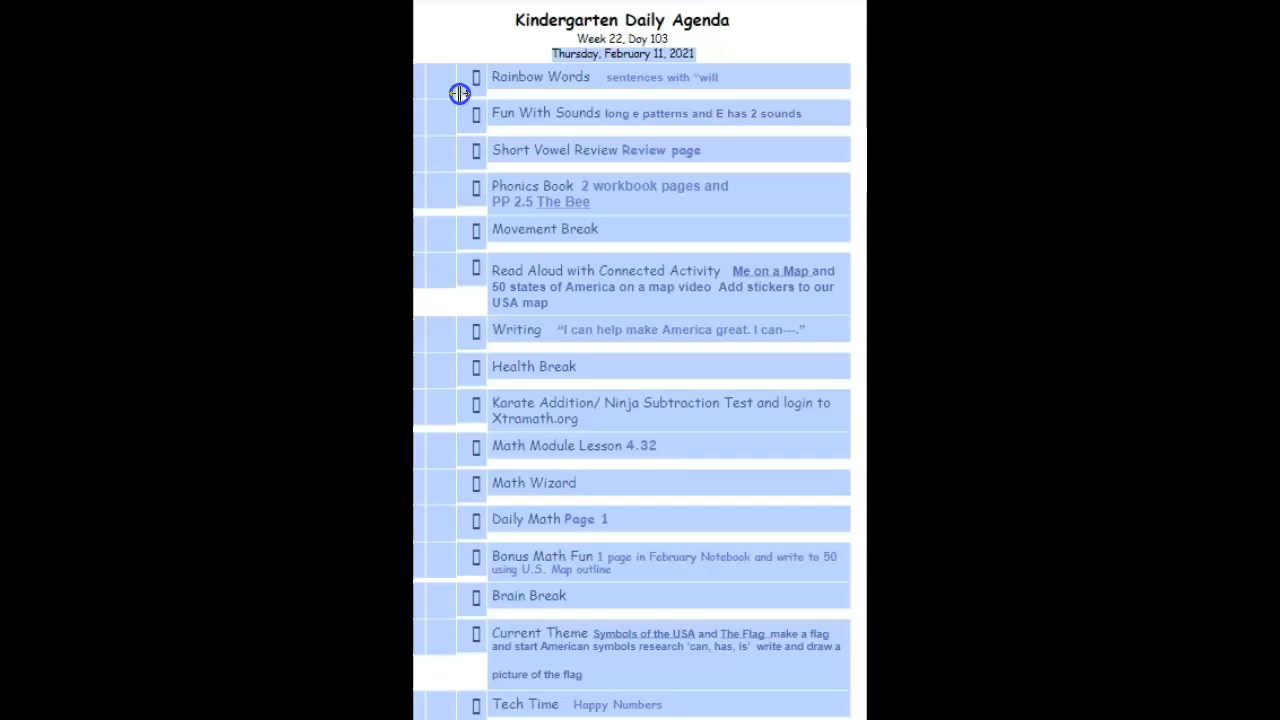 Kindergarten Daily Agenda
Week 22, Day 103
Thursday, February 11, 2021
Rainbow Words sentences with “will
Fun With Sounds long e patterns and E has 2 sounds
Short Vowel Review Review page
Phonics Book 2 workbook pages and
PP 2.5 The Bee
Movement Break
Read Aloud with Connected Activity Me on a Map and
50 states of America on a map video Add stickers to our
USA map
Writing “I can help make America great. I can---.”
Health Break
Karate Addition/ Ninja Subtraction Test and login to
Xtramath.org
Math Module Lesson 4.32
Math Wizard
Daily Math Page 1
Bonus Math Fun 1 page in February Notebook and write to 50
using U.S. Map outline
Brain Break
Current Theme Symbols of the USA and The Flag make a flag
and start American symbols research ‘can, has, is’ write and draw a
picture of the flag
Tech Time Happy Numbers